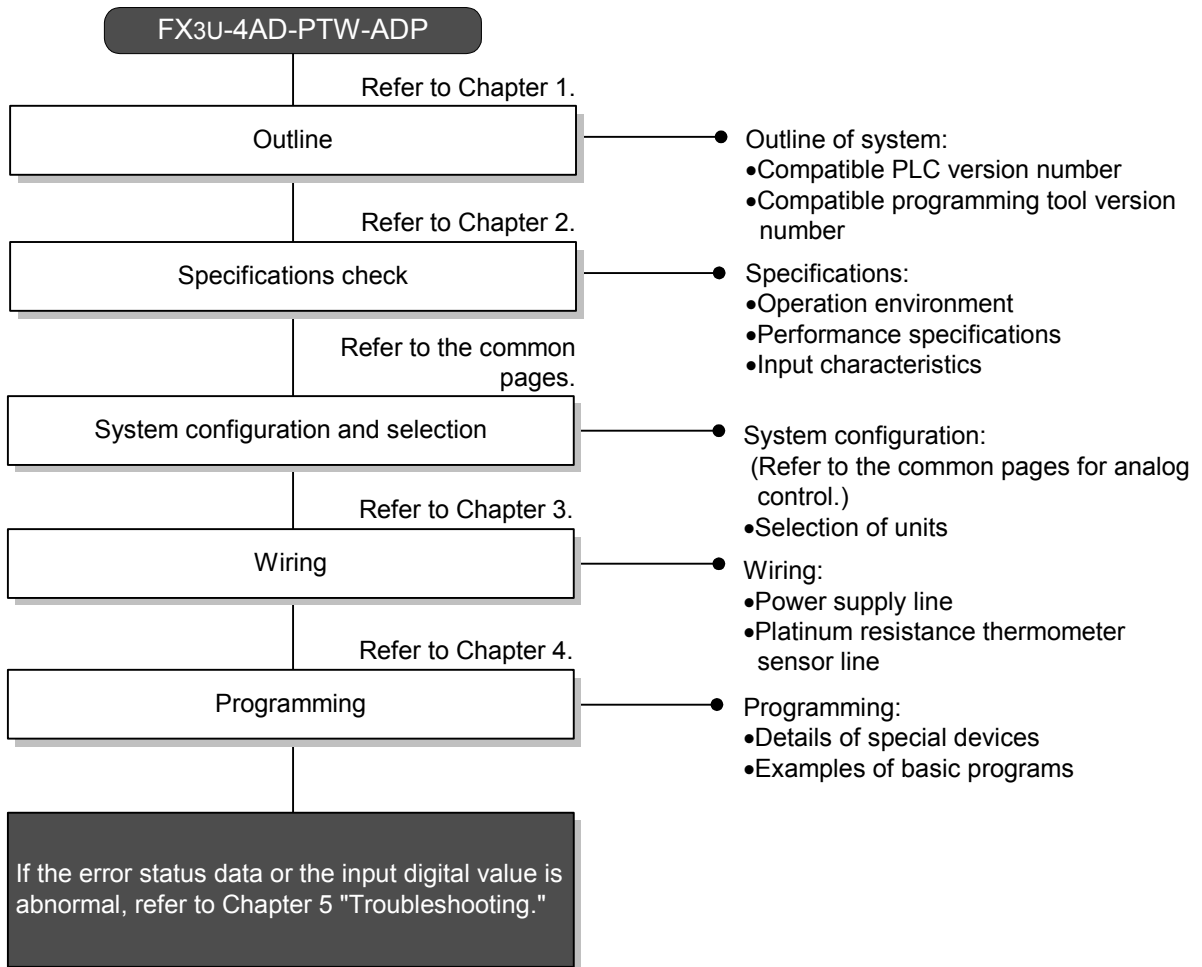 FX3U-4AD-PTW-ADP
Refer to Chapter 1.
Outline
Outline of system:
•Compatible PLC version number
•Compatible programming tool version
number
Refer to Chapter 2.
Specifications check
Specifications:
•Operation environment
•Performance specifications
•Input characteristics
Refer to the common
pages.
System configuration and selection
System configuration:
(Refer to the common pages for analog
control.)
•Selection of units
Refer to Chapter 3.
Wiring
Wiring:
•Power supply line
•Platinum resistance thermometer
sensor line
Refer to Chapter 4.
Programming
Programming:
•Details of special devices
•Examples of basic programs
If the error status data or the input digital value is
abnormal, refer to Chapter 5 "Troubleshooting."